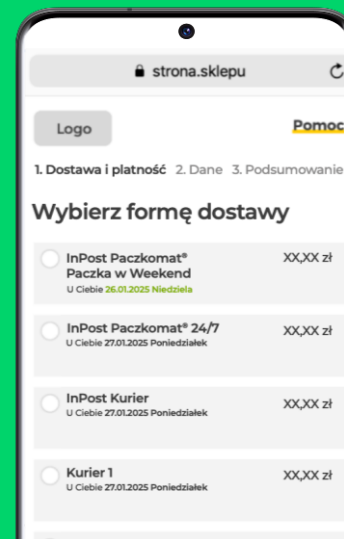 strona.sklepu
Logo
Pomoc
1. Dostawa i płatność 2. Dane 3. Podsumowanie
Wybierz formę dostawy
InPost Paczkomat® XX,XX zł
Paczka w Weekend
U Ciebie 26.01.2025 Niedziela
InPost Paczkomat® 24/7 XX,XX zł
U Ciebie 27.01.2025 Poniedziałek
InPost Kurier XX,XX zł
U Ciebie 27.01.2025 Poniedziałek
Kurier 1 XX,XX zł
U Ciebie 27.01.2025 Poniedziałek